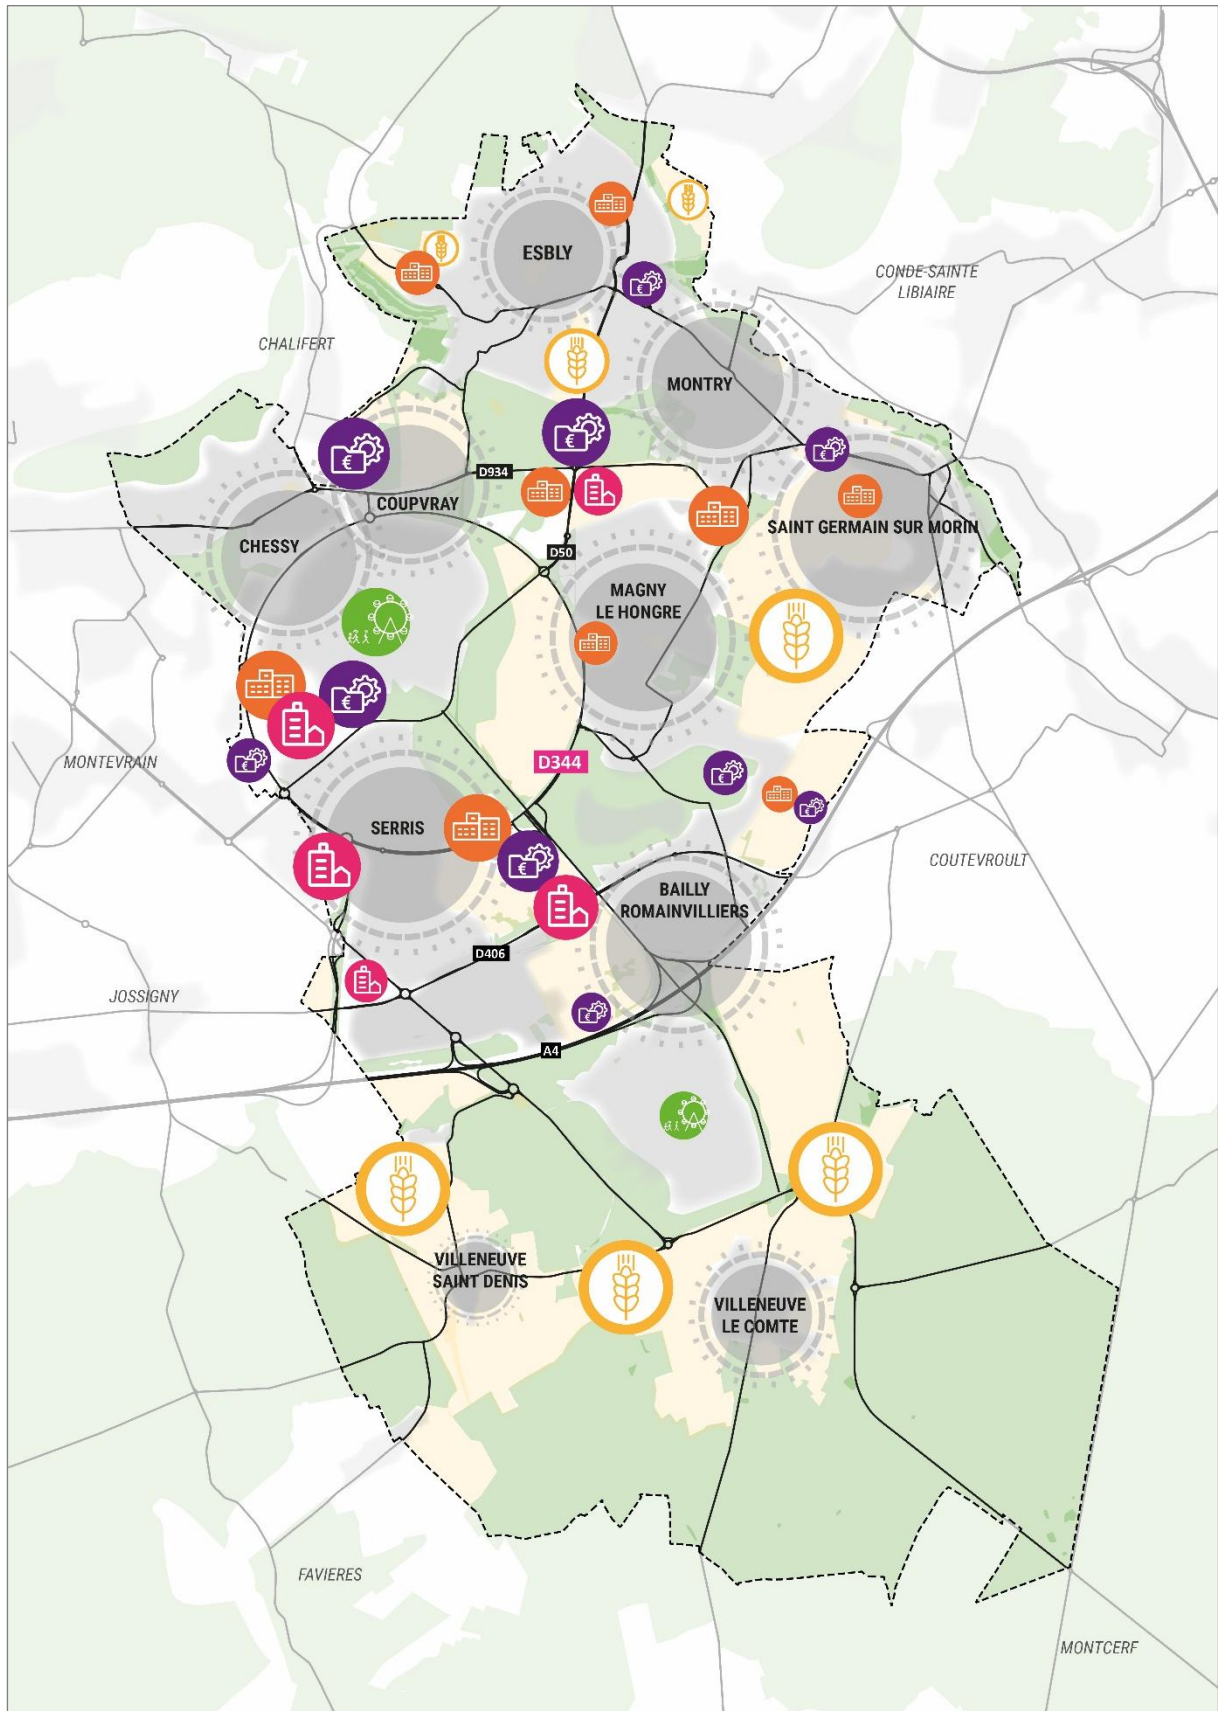 ESBLY
CONDE-SAINTE
LIBIAIRE
CHALIFERT
MONTRY
D934
COUPVRAY
SAINT GERMAIN SUR MORIN
CHESSY
D50
MAGNY
LE HONGRE
MONTEVRAIN
D344
SERRIS
COUTEVROULT
BAILLY
ROMAINVILLIERS
D406
JOSSIGNY
A4
VILLENEUVE
SAINT DENIS
VILLENEUVE
LE COMTE
FAVIERES
MONTCERF
€
€
€
€
€
€
€
€
€
€